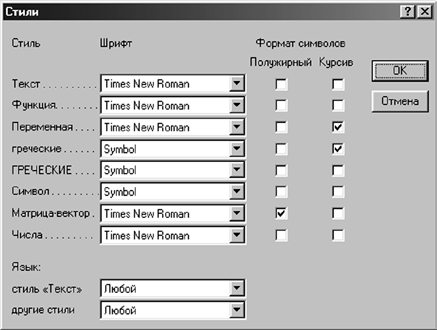 Стили
Стиль Шрифт Формат символов
Полужирный Курсив
OK
Текст . . . . . . . . . . Times New Roman
Функция. . . . . . . . Times New Roman
Отмена
Переменная . . . . Times New Roman
греческие . . . . . . Symbol
ГРЕЧЕСКИЕ . . . . Symbol
Символ . . . . . . . . Symbol
Матрица-вектор . Times New Roman
Числа. . . . . . . . . . Times New Roman
Язык:
стиль «Текст» Любой
другие стили Любой